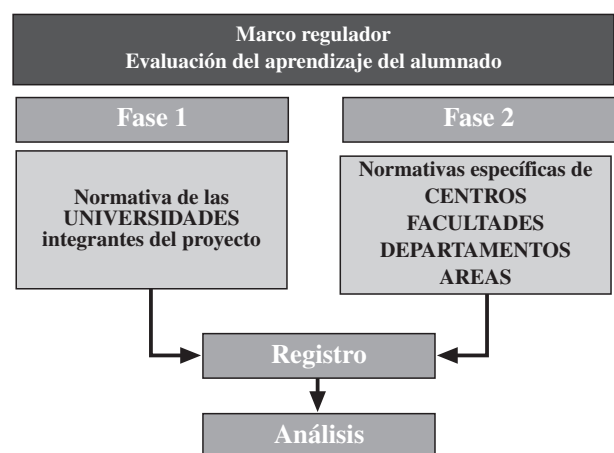 Marco regulador
Evaluación del aprendizaje del alumnado
Fase 1
Fase 2
Normativa de las
UNIVERSIDADES
integrantes del proyecto
Normativas específicas de
CENTROS
FACULTADES
DEPARTAMENTOS
AREAS
Registro
Análisis